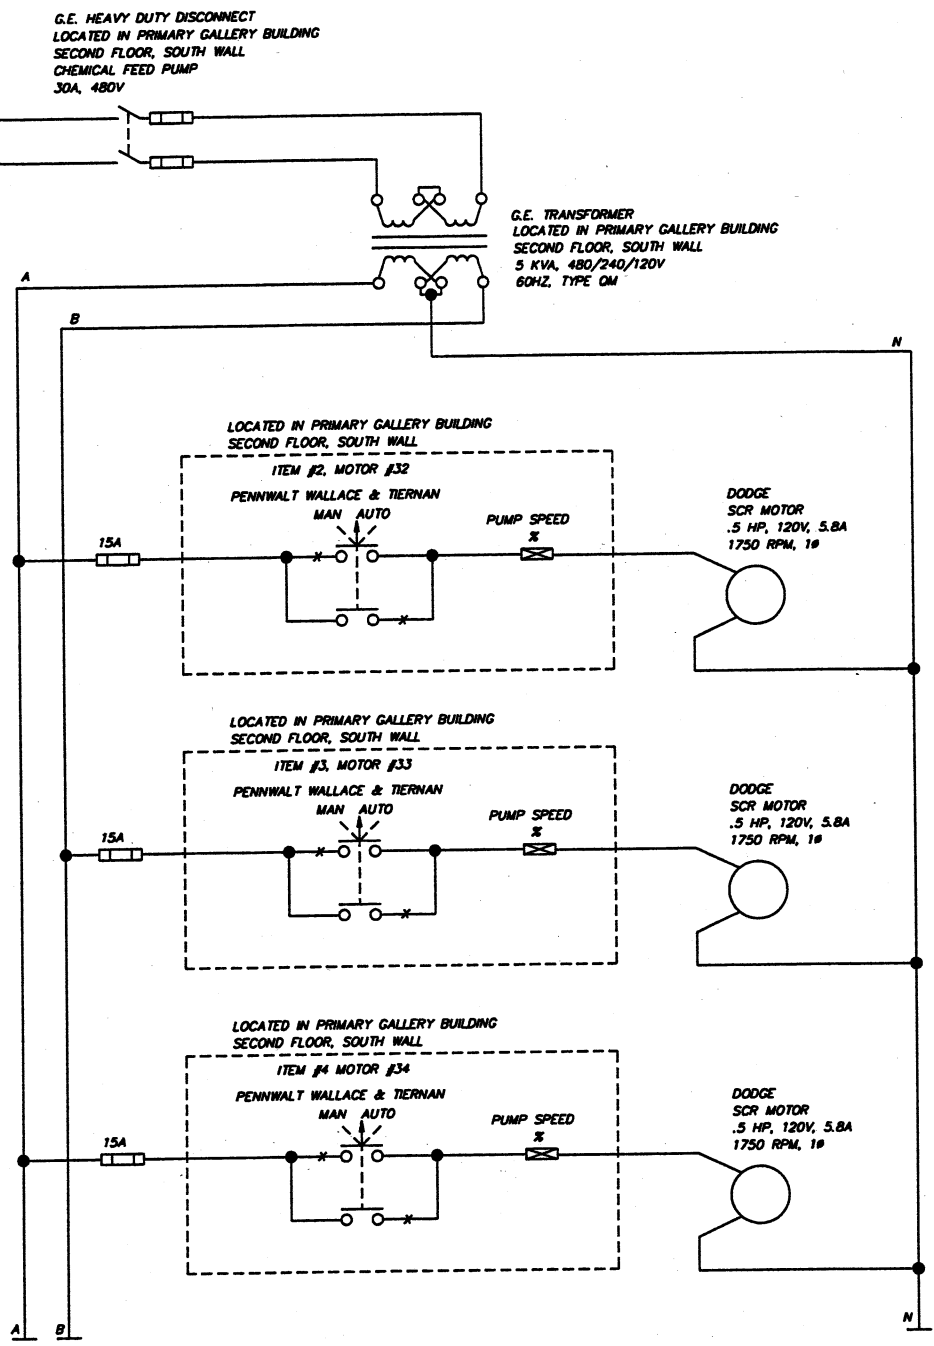 G.E. HEAVY DUTY DISCONNECT
LOCATED IN PRIMARY GALLERY BUILDING
SECOND FLOOR, SOUTH WALL
CHEMICAL FEED PUMP
30A, 480V
G.E. TRANSFORMER
LOCATED IN PRIMARY GALLERY BUILDING
SECOND FLOOR, SOUTH WALL
5 KVA, 480/240/120V
60HZ, TYPE QM
A
B
N
LOCATED IN PRIMARY GALLERY BUILDING
SECOND FLOOR, SOUTH WALL
ITEM #2, MOTOR #32
PENNWALT WALLACE & TIERNAN
MAN AUTO
PUMP SPEED
%
15A
DODGE
SCR MOTOR
.5 HP, 120V, 5.8A
1750 RPM, 1ø
LOCATED IN PRIMARY GALLERY BUILDING
SECOND FLOOR, SOUTH WALL
ITEM #3, MOTOR #33
PENNWALT WALLACE & TIERNAN
MAN AUTO
PUMP SPEED
%
15A
DODGE
SCR MOTOR
.5 HP, 120V, 5.8A
1750 RPM, 1ø
LOCATED IN PRIMARY GALLERY BUILDING
SECOND FLOOR, SOUTH WALL
ITEM #4 MOTOR #34
PENNWALT WALLACE & TIERNAN
MAN AUTO
PUMP SPEED
%
15A
DODGE
SCR MOTOR
.5 HP, 120V, 5.8A
1750 RPM, 1ø
A
B
N